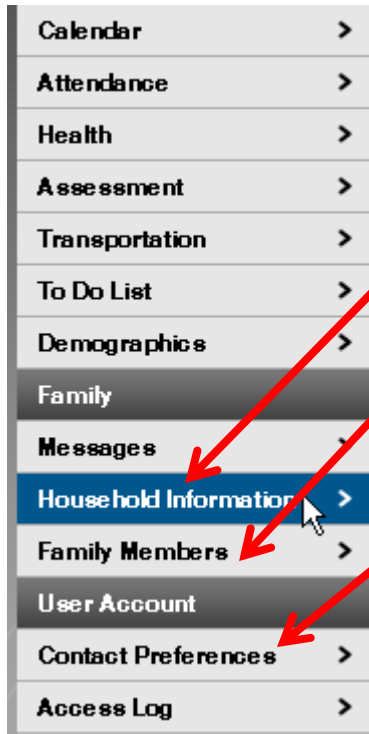 Calendar
Attendance
Health
Assessment
Transportation
To Do List
Demographics
Family
Messages
Household Information
Family Members
User Account
Contact Preferences
Access Log